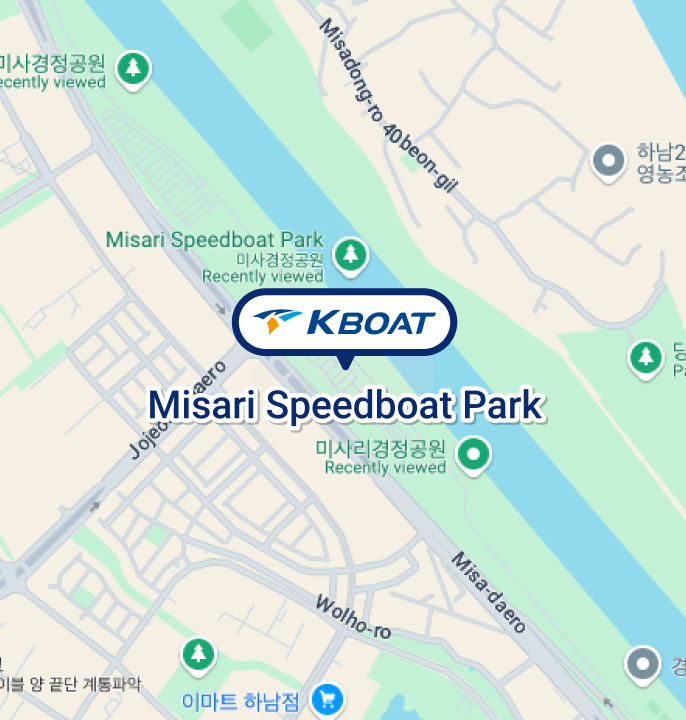 미사경정공원
ecently viewed
Misadong-ro 40beon-gil
하남2
영농조
Misari Speedboat Park
미사경정공원
Recently viewed
KBOAT
당
Pa
Misari Speedboat Park
미사리경정공원
Recently viewed
Misa-daero
Wolho-ro
이블 양 끝단 계통파악
이마트 하남점
경